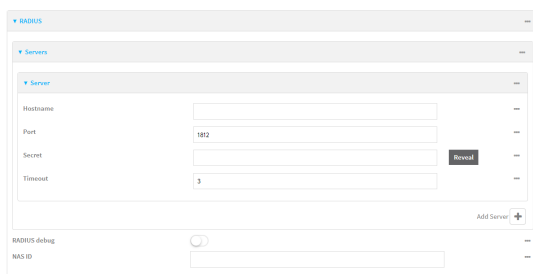 ▼ RADIUS ...
▼ Servers ...
▼ Server ...
Hostname ...
Port 1812 ...
Secret Reveal ...
Timeout 3 ...
Add Server +
RADIUS debug ...
NAS ID ...